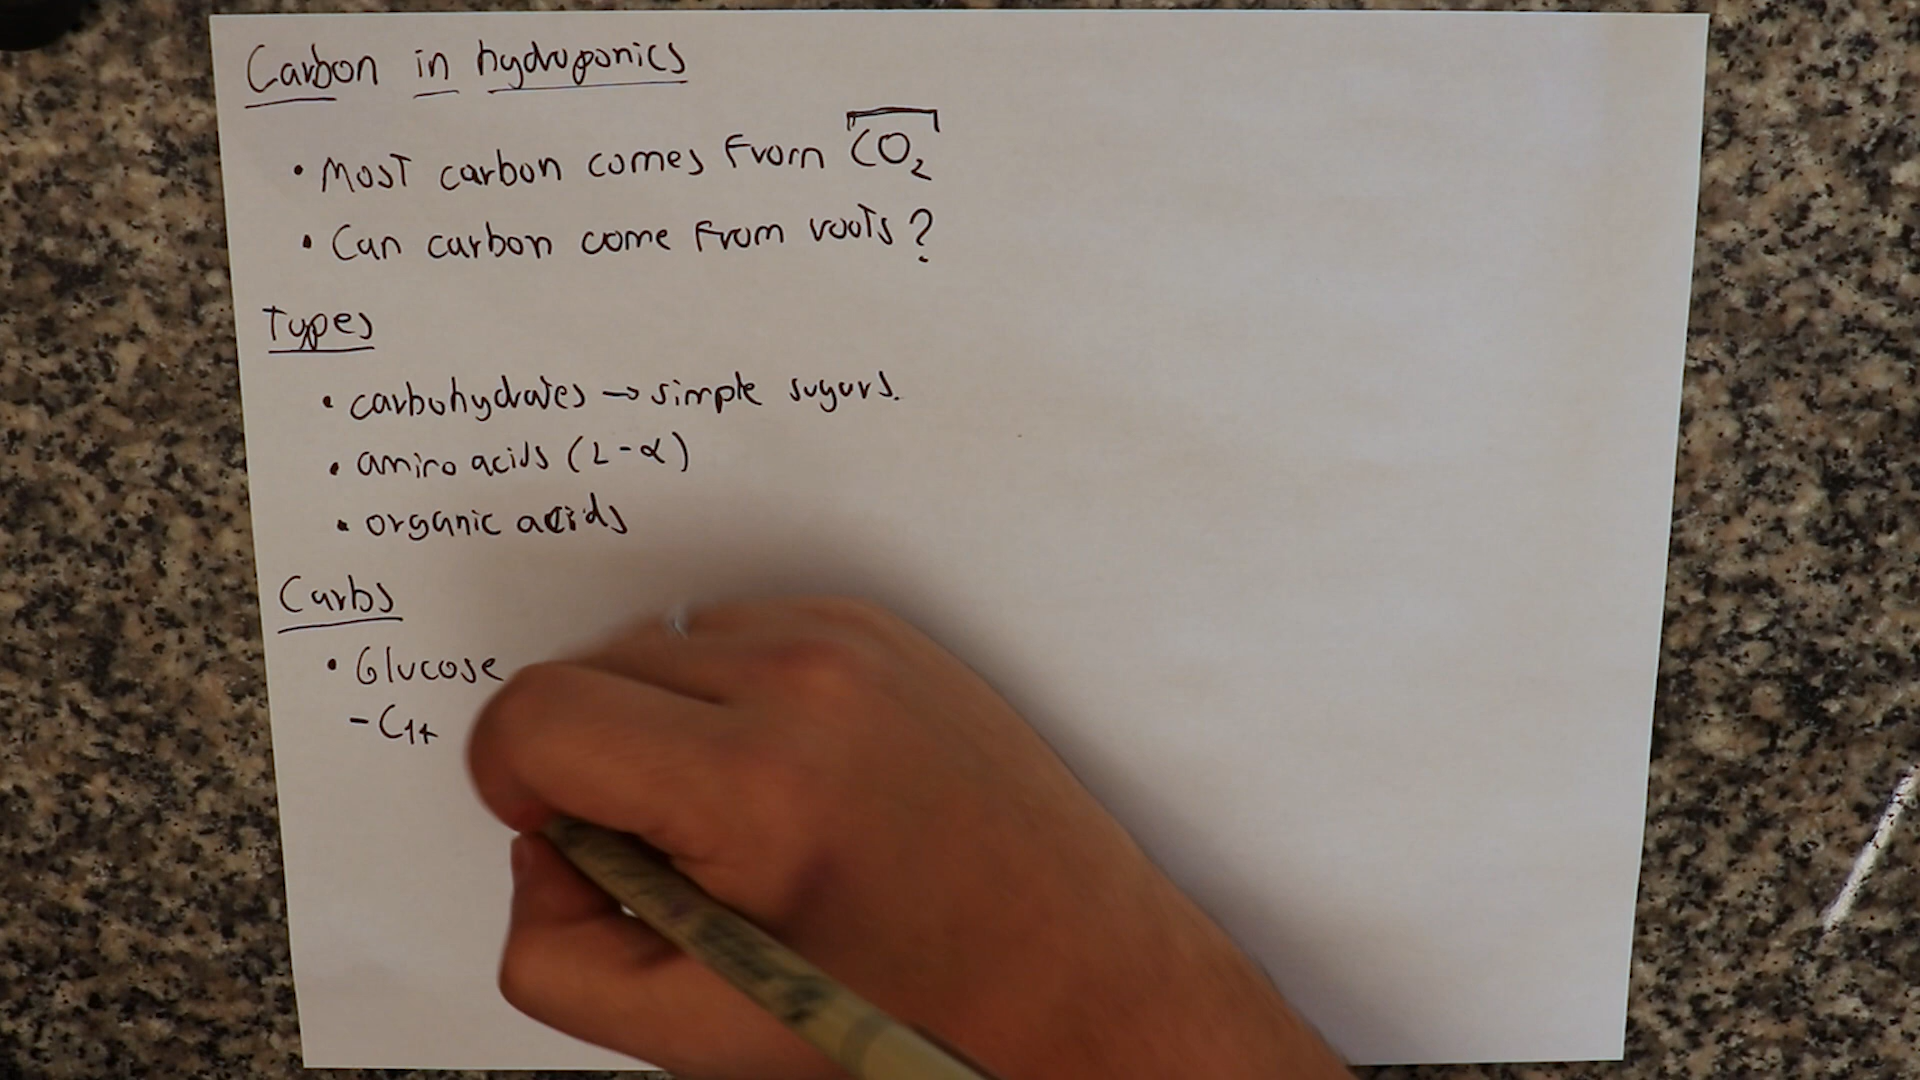 Carbon in hydroponics
• Most carbon comes from CO₂
• Can carbon come from roots?
Types
• carbohydrates → simple sugars.
• amino acids (L-α)
• organic acids
Carbs
• Glucose